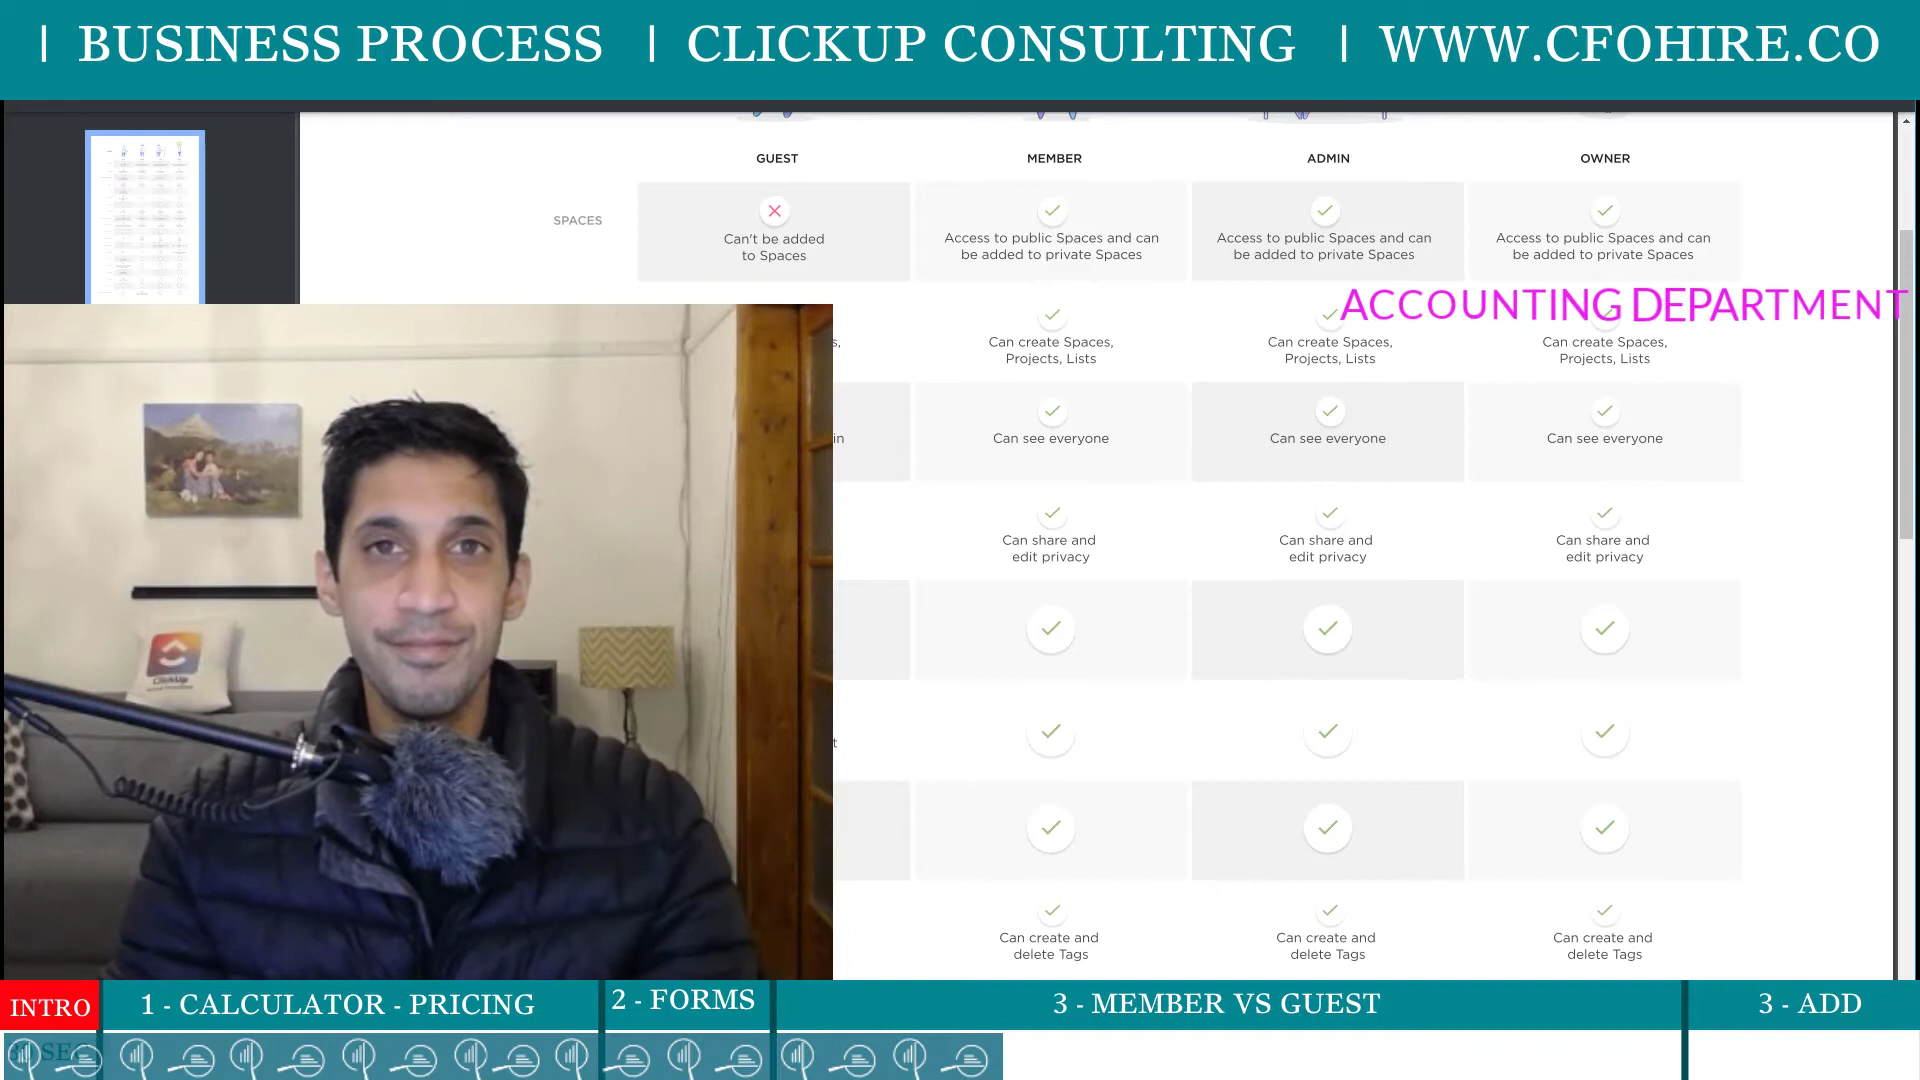 | BUSINESS PROCESS | CLICKUP CONSULTING | WWW.CFOHIRE.CO
GUEST MEMBER ADMIN OWNER
SPACES
Can't be added
to Spaces
Access to public Spaces and can
be added to private Spaces
Access to public Spaces and can
be added to private Spaces
Access to public Spaces and can
be added to private Spaces
ACCOUNTING DEPARTMENT
s,
Can create Spaces,
Projects, Lists
Can create Spaces,
Projects, Lists
Can create Spaces,
Projects, Lists
in
Can see everyone
Can see everyone
Can see everyone
Can share and
edit privacy
Can share and
edit privacy
Can share and
edit privacy
ClickUp
t
Can create and
delete Tags
Can create and
delete Tags
Can create and
delete Tags
INTRO
1 - CALCULATOR - PRICING
2 - FORMS
3 - MEMBER VS GUEST
3 - ADD